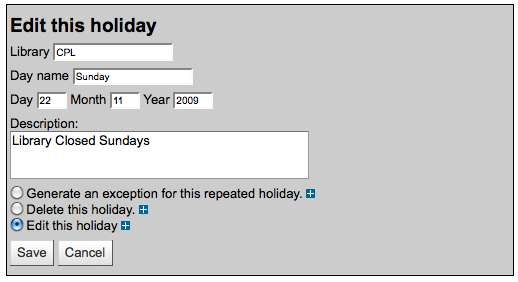 Edit this holiday
Library CPL
Day name Sunday
Day 22 Month 11 Year 2009
Description:
Library Closed Sundays
Generate an exception for this repeated holiday.
Delete this holiday.
Edit this holiday
Save Cancel